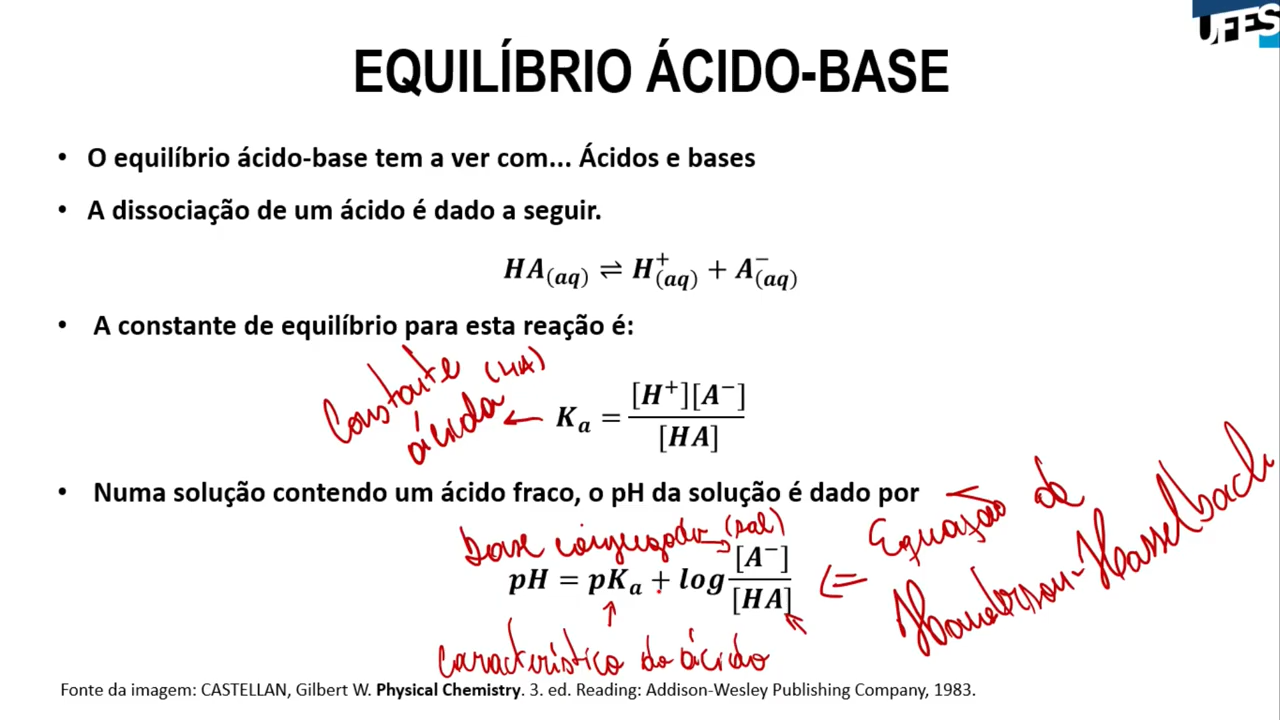 UFES
EQUILÍBRIO ÁCIDO-BASE
• O equilíbrio ácido-base tem a ver com... Ácidos e bases
• A dissociação de um ácido é dado a seguir.
HA(aq) ⇌ H⁺(aq) + A⁻(aq)
• A constante de equilíbrio para esta reação é:
Constante (HA)
ácida ← Kₐ = [H⁺][A⁻] / [HA]
• Numa solução contendo um ácido fraco, o pH da solução é dado por
Base conjugada (sal)
pH = pKₐ + log [A⁻] / [HA]
Equação de
Handerson-Hasselbach
característico do ácido
Fonte da imagem: CASTELLAN, Gilbert W. Physical Chemistry. 3. ed. Reading: Addison-Wesley Publishing Company, 1983.